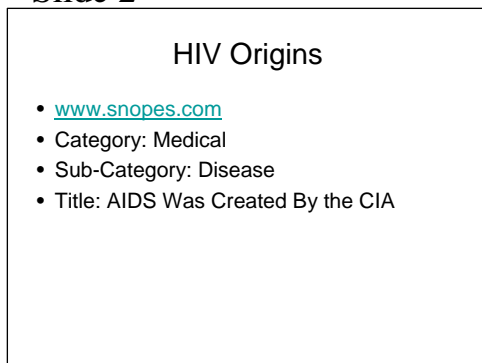 Slide 2
HIV Origins
• www.snopes.com
• Category: Medical
• Sub-Category: Disease
• Title: AIDS Was Created By the CIA